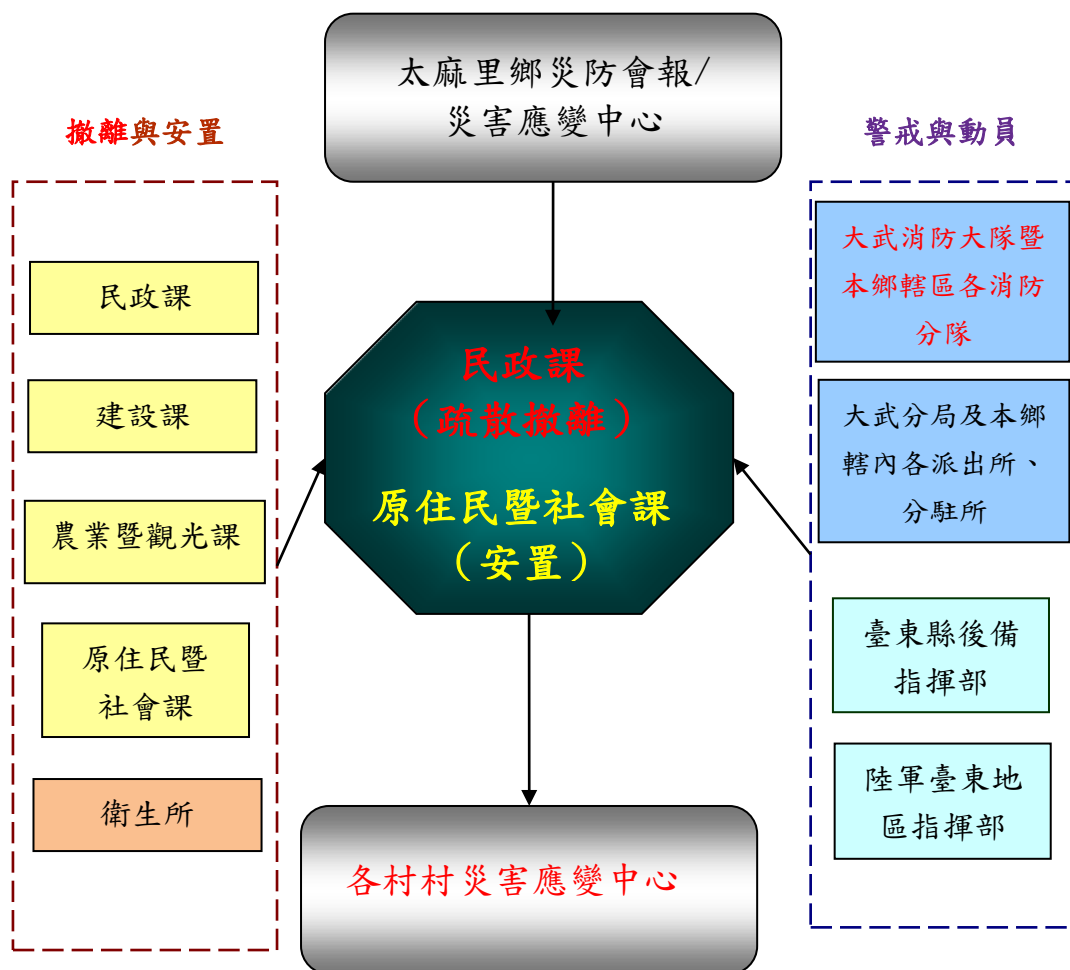 太麻里鄉災防會報/
災害應變中心
撤離與安置
民政課
建設課
農業暨觀光課
原住民暨
社會課
衛生所
民政課
（疏散撤離）
原住民暨社會課
（安置）
警戒與動員
大武消防大隊暨
本鄉轄區各消防
分隊
大武分局及本鄉
轄內各派出所、
分駐所
臺東縣後備
指揮部
陸軍臺東地
區指揮部
各村村災害應變中心